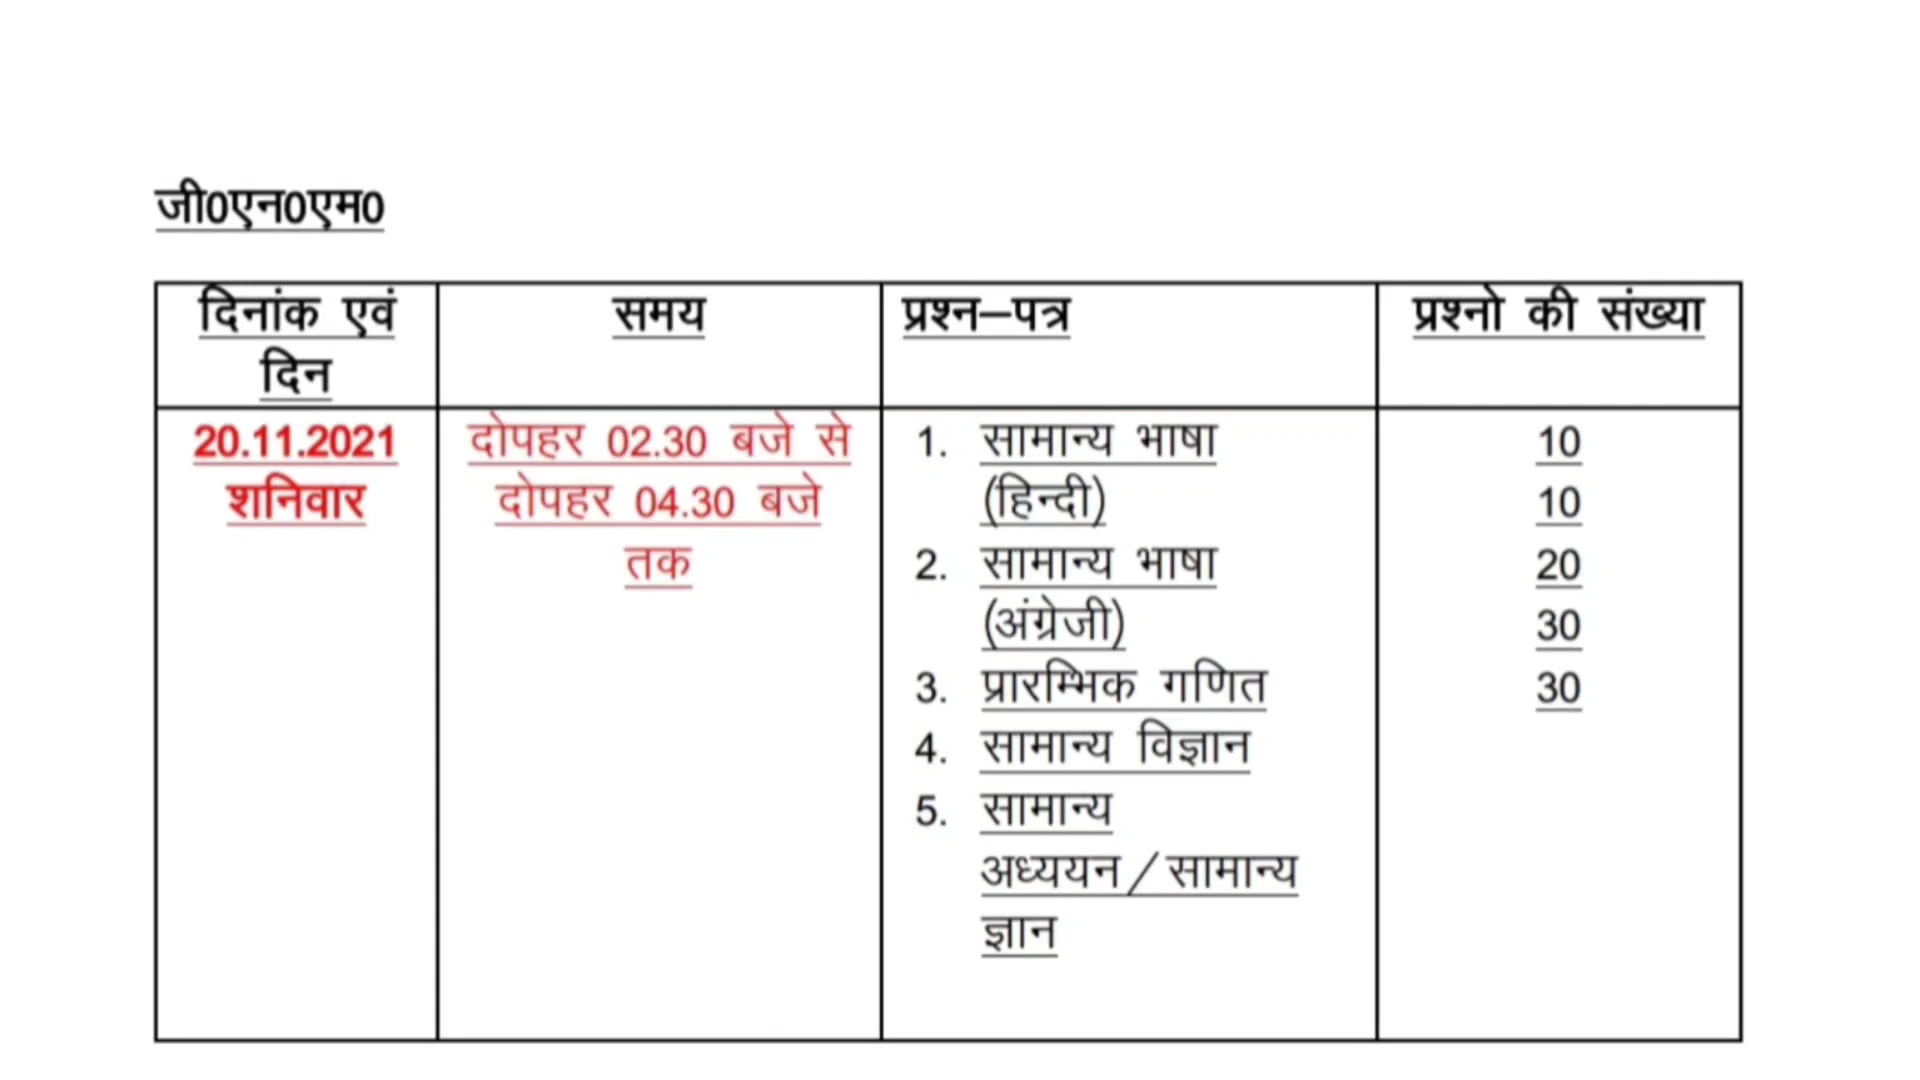 जी0एन0एम0
दिनांक एवं दिन
समय
प्रश्न–पत्र
प्रश्नो की संख्या
20.11.2021
शनिवार
दोपहर 02.30 बजे से
दोपहर 04.30 बजे
तक
1. सामान्य भाषा
(हिन्दी)
2. सामान्य भाषा
(अंग्रेजी)
3. प्रारम्भिक गणित
4. सामान्य विज्ञान
5. सामान्य
अध्ययन/सामान्य
ज्ञान
10
10
20
30
30